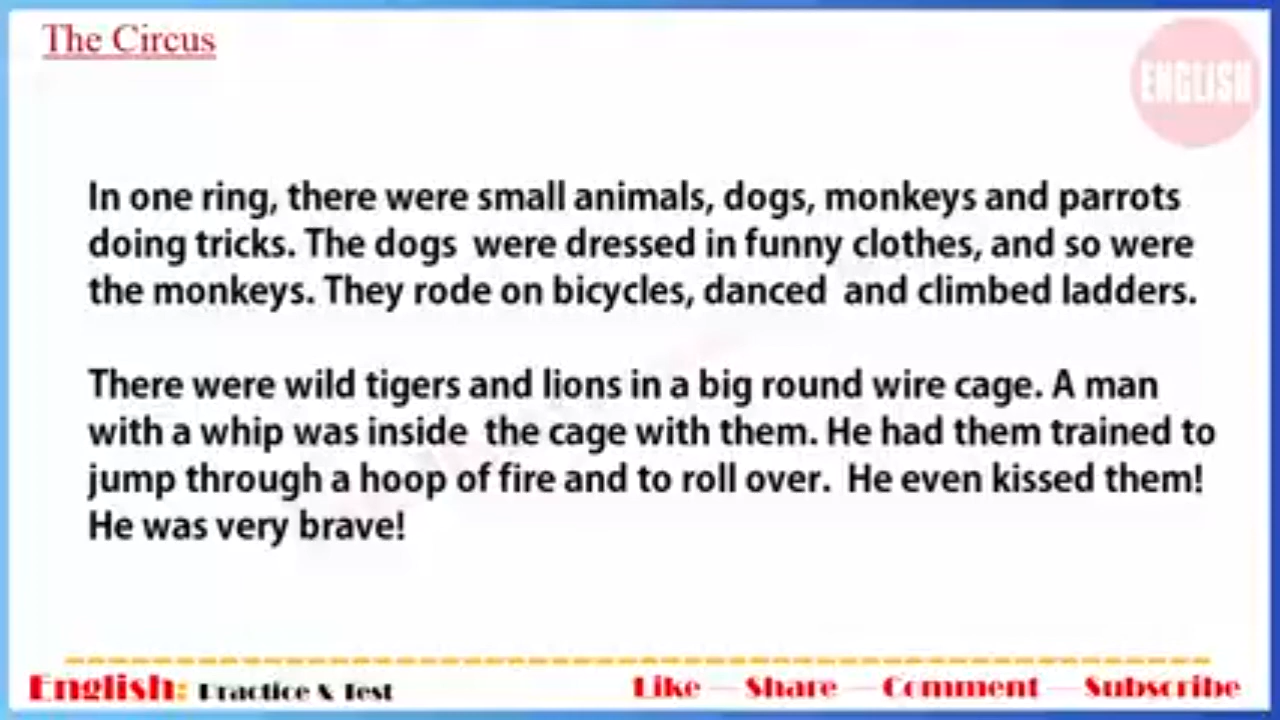 The Circus
ENGLISH
In one ring, there were small animals, dogs, monkeys and parrots
doing tricks. The dogs were dressed in funny clothes, and so were
the monkeys. They rode on bicycles, danced and climbed ladders.
There were wild tigers and lions in a big round wire cage. A man
with a whip was inside the cage with them. He had them trained to
jump through a hoop of fire and to roll over. He even kissed them!
He was very brave!
English: Practice & Test
Like — Share — Comment — Subscribe